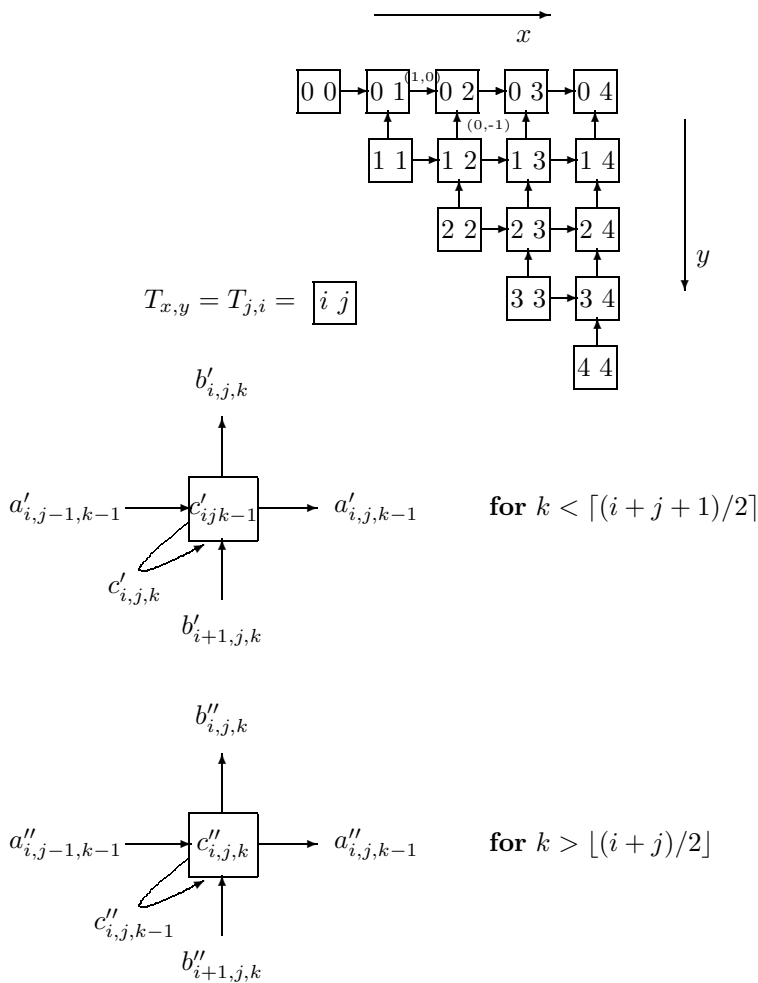 x
0 0 0 1 (1,0) 0 2 0 3 0 4
(0,-1)
1 1 1 2 1 3 1 4
2 2 2 3 2 4
y
T_{x,y} = T_{j,i} = i j 3 3 3 4
4 4
b'_{i,j,k}
a'_{i,j−1,k−1} c'_{ijk−1} a'_{i,j,k−1} for k < ⌈(i + j + 1)/2⌉
c'_{i,j,k}
b'_{i+1,j,k}
b''_{i,j,k}
a''_{i,j−1,k−1} c''_{i,j,k} a''_{i,j,k−1} for k > ⌊(i + j)/2⌋
c''_{i,j,k−1}
b''_{i+1,j,k}